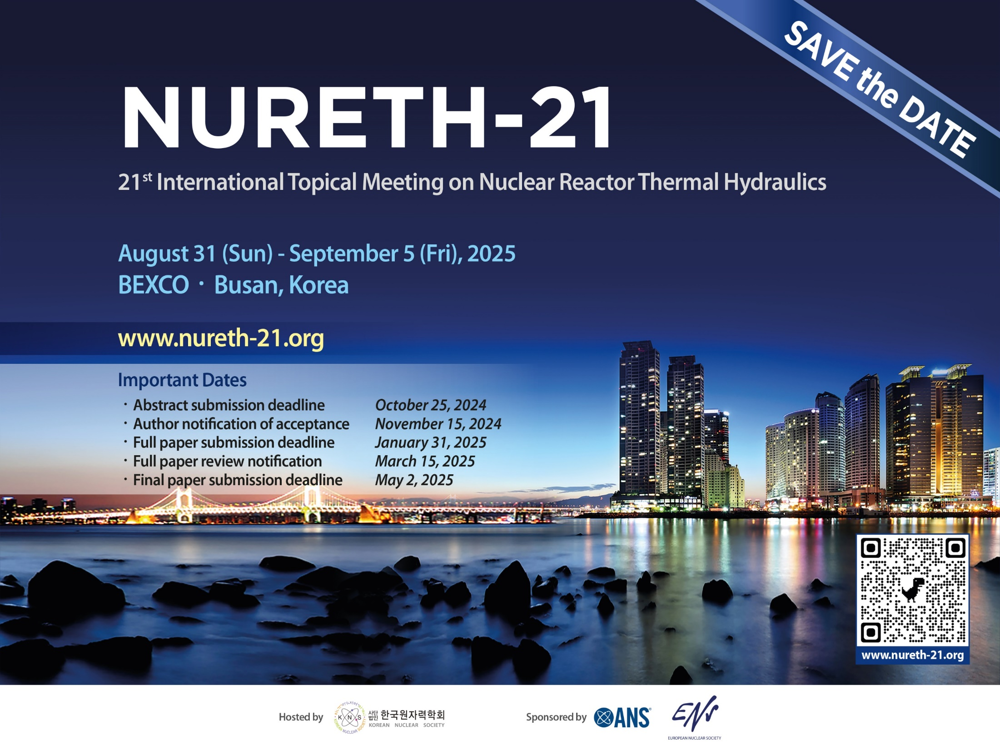 SAVE the DATE
NURETH-21
21st International Topical Meeting on Nuclear Reactor Thermal Hydraulics
August 31 (Sun) - September 5 (Fri), 2025
BEXCO · Busan, Korea
www.nureth-21.org
Important Dates
· Abstract submission deadline October 25, 2024
· Author notification of acceptance November 15, 2024
· Full paper submission deadline January 31, 2025
· Full paper review notification March 15, 2025
· Final paper submission deadline May 2, 2025
www.nureth-21.org
Hosted by
KNS
KOREAN NUCLEAR SOCIETY
사단법인 한국원자력학회
KOREAN NUCLEAR SOCIETY
Sponsored by
ANS®
ENS
EUROPEAN NUCLEAR SOCIETY